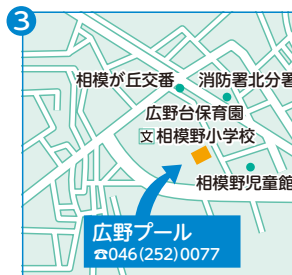 3
相模が丘交番
消防署北分署
広野台保育園
文 相模野小学校
相模野児童館
広野プール
☎046(252)0077